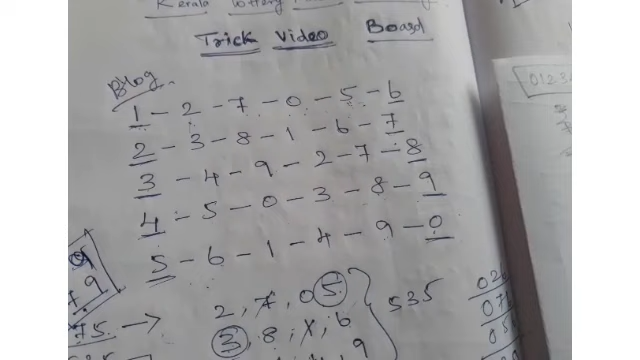 Kerala lottery
Trick Video Board
Blog
1 - 2 - 7 - 0 - 5 - 6
2 - 3 - 8 - 1 - 6 - 7
3 - 4 - 9 - 2 - 7 - 8
4 - 5 - 0 - 3 - 8 - 9
5 - 6 - 1 - 4 - 9 - 0
2, 7, 0 5
3, 8, 1, 6
535
75. →